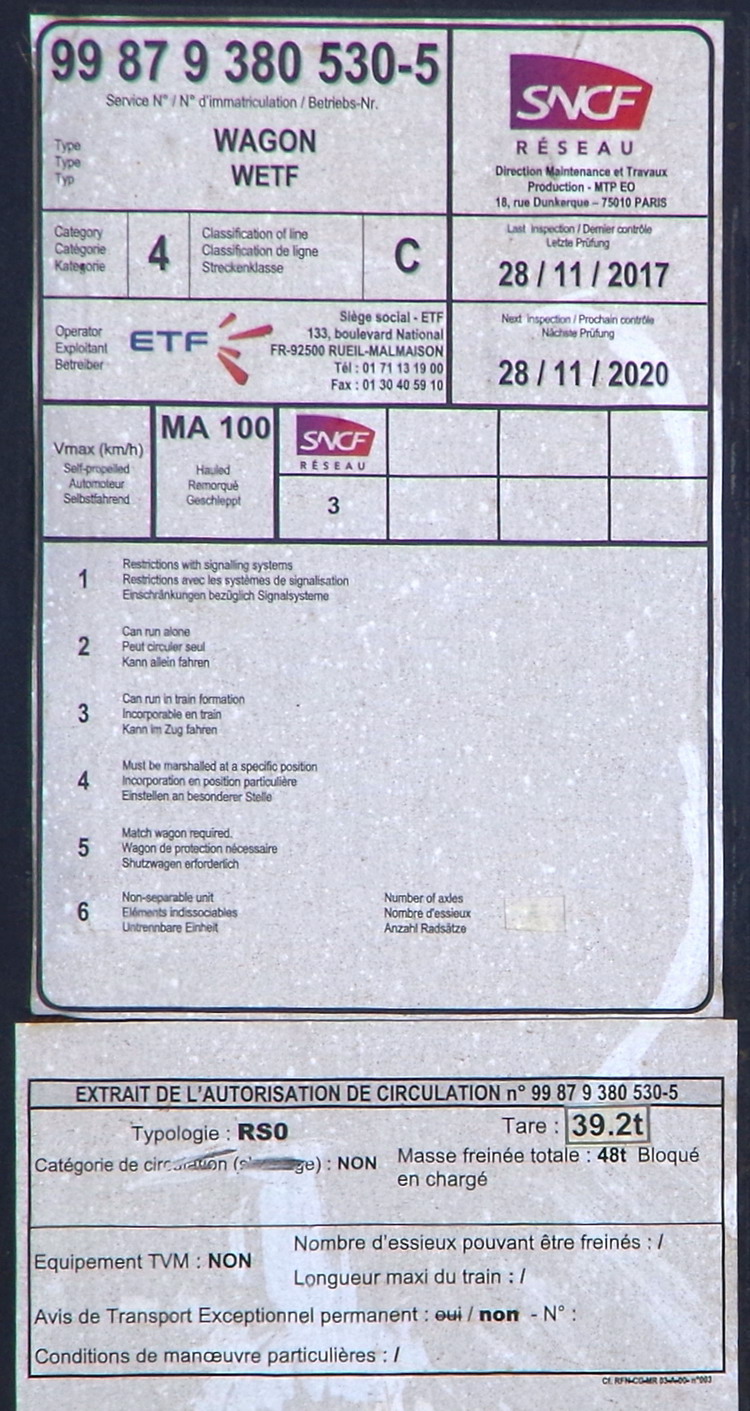 99 87 9 380 530-5
Service N° / N° d'immatriculation / Betriebs-Nr.
Type
Type
Typ
WAGON
WETF
SNCF
RÉSEAU
Direction Maintenance et Travaux
Production - MTP EO
18, rue Dunkerque – 75010 PARIS
Category
Catégorie
Kategorie
4
Classification of line
Classification de ligne
Streckenklasse
C
Last inspection / Dernier contrôle
Letzte Prüfung
28 / 11 / 2017
Operator
Exploitant
Betreiber
ETF
Siège social - ETF
133, boulevard National
FR-92500 RUEIL-MALMAISON
Tél : 01 71 13 19 00
Fax : 01 30 40 59 10
Next inspection / Prochain contrôle
Nächste Prüfung
28 / 11 / 2020
Vmax (km/h)
Self-propelled
Automoteur
Selbstfahrend
MA 100
Hauled
Remorqué
Geschleppt
SNCF
RÉSEAU
3
1
Restrictions with signalling systems
Restrictions avec les systèmes de signalisation
Einschränkungen bezüglich Signalsysteme
2
Can run alone
Peut circuler seul
Kann allein fahren
3
Can run in train formation
Incorporable en train
Kann im Zug fahren
4
Must be marshalled at a specific position
Incorporation en position particulière
Einstellen an besonderer Stelle
5
Match wagon required.
Wagon de protection nécessaire
Shutzwagen erforderlich
6
Non-separable unit
Eléments indissociables
Untrennbare Einheit
Number of axles
Nombre d'essieux
Anzahl Radsätze
EXTRAIT DE L'AUTORISATION DE CIRCULATION n° 99 87 9 380 530-5
Typologie : RS0
Tare : 39.2t
Catégorie de circulation : NON
Masse freinée totale : 48t Bloqué
en chargé
Equipement TVM : NON
Nombre d'essieux pouvant être freinés : /
Longueur maxi du train : /
Avis de Transport Exceptionnel permanent : oui / non - N° :
Conditions de manœuvre particulières : /
Cf. RFN-CG-MR 03-A-00- n°003